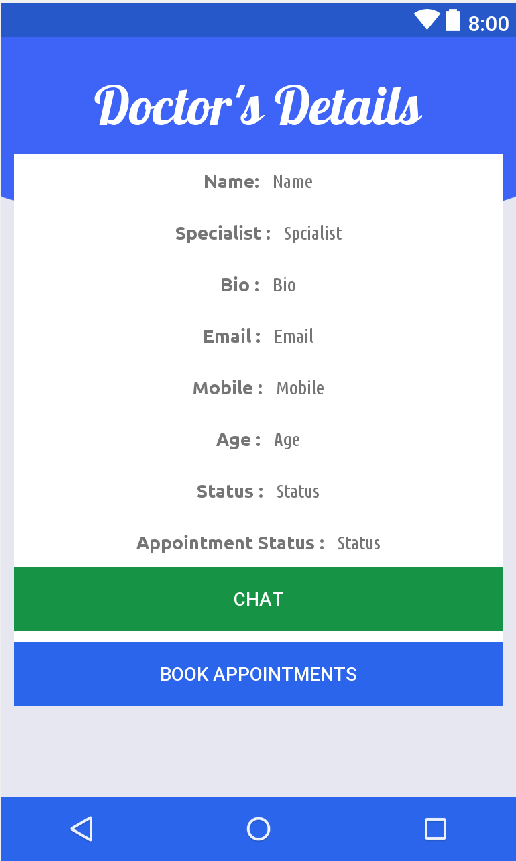 8:00
Doctor's Details
Name: Name
Specialist : Spcialist
Bio : Bio
Email : Email
Mobile : Mobile
Age : Age
Status : Status
Appointment Status : Status
CHAT
BOOK APPOINTMENTS